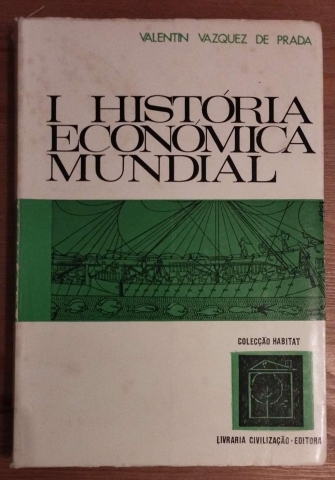 VALENTIN VAZQUEZ DE PRADA
I HISTÓRIA
ECONÓMICA
MUNDIAL
COLECÇÃO HABITAT
LIVRARIA CIVILIZAÇÃO-EDITORA